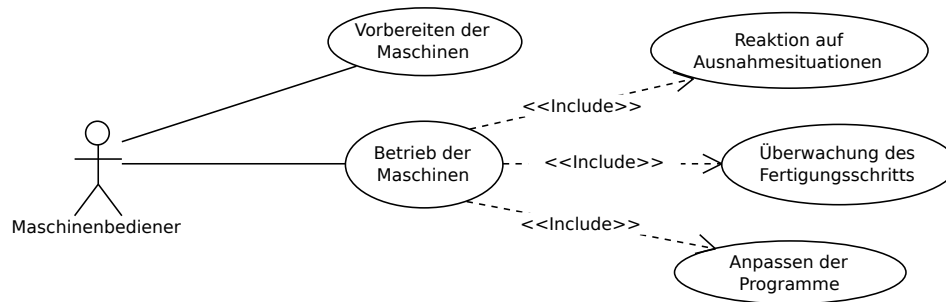 Vorbereiten der
Maschinen
Reaktion auf
Ausnahmesituationen
<<Include>>
Betrieb der
Maschinen
<<Include>>
Überwachung des
Fertigungsschritts
Maschinenbediener
<<Include>>
Anpassen der
Programme